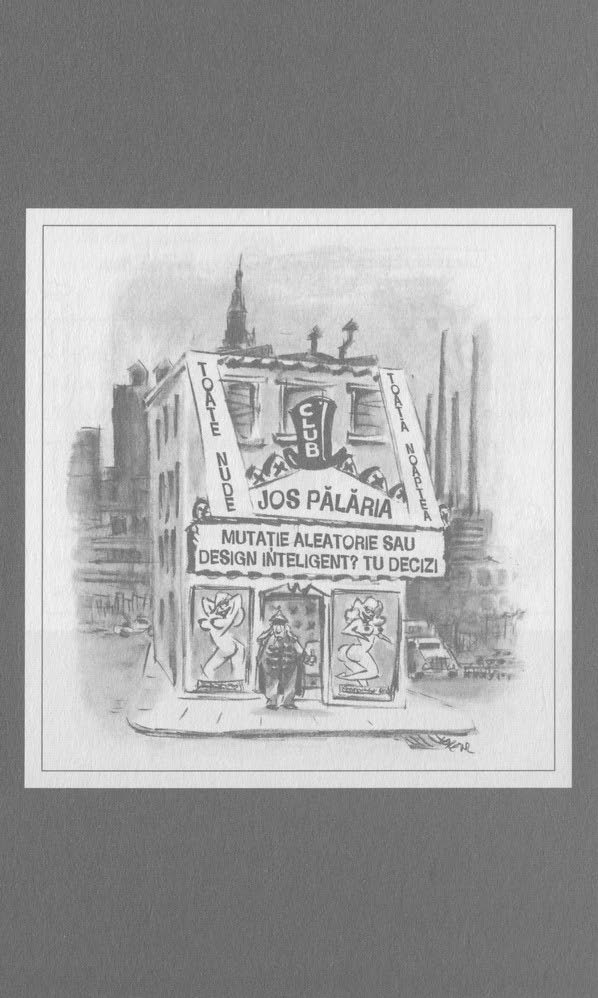 TOATE NUDE
TOATĂ NOAPTEA
CLUB
JOS PĂLĂRIA
MUTAȚIE ALEATORIE SAU
DESIGN INTELIGENT? TU DECIZI